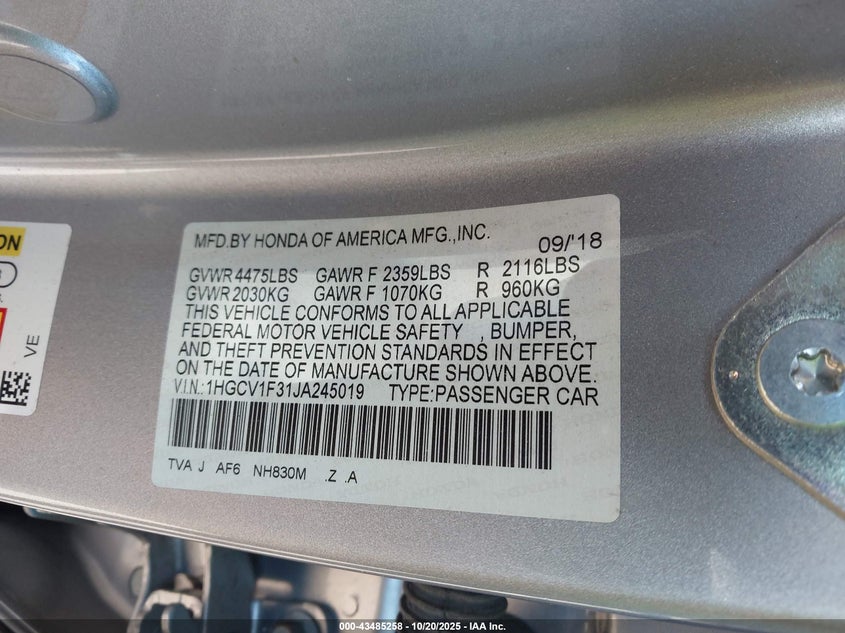 ON
VE
MFD.BY HONDA OF AMERICA MFG.,INC. 09/'18
GVWR 4475LBS GAWR F 2359LBS R 2116LBS
GVWR 2030KG GAWR F 1070KG R 960KG
THIS VEHICLE CONFORMS TO ALL APPLICABLE
FEDERAL MOTOR VEHICLE SAFETY , BUMPER,
AND THEFT PREVENTION STANDARDS IN EFFECT
ON THE DATE OF MANUFACTURE SHOWN ABOVE.
V.I.N.:1HGCV1F31JA245019 TYPE:PASSENGER CAR
TVA J AF6 NH830M .Z .A
000-43485258 - 10/20/2025 - IAA Inc.